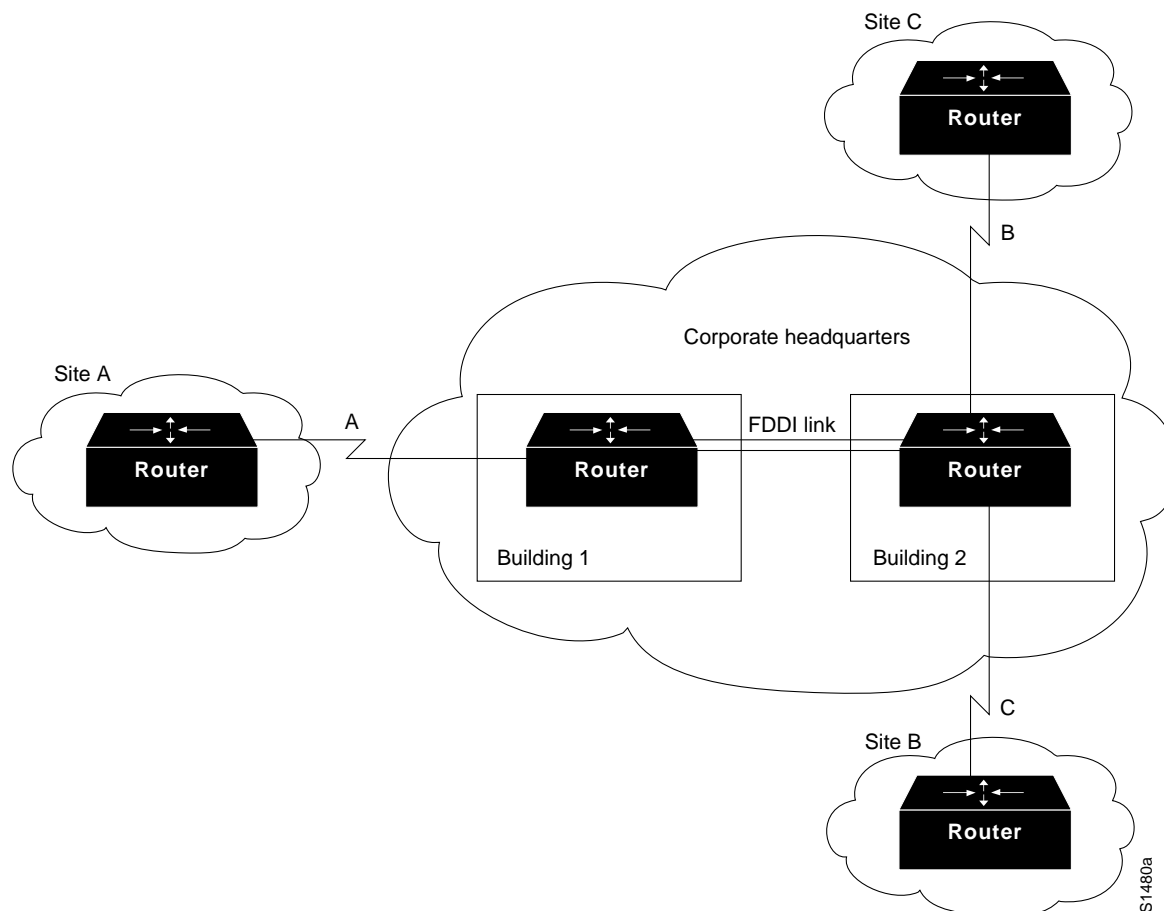 Site C
Router
B
Corporate headquarters
Site A
A
FDDI link
Router
Router
Router
Building 1
Building 2
C
Site B
Router
S1480a